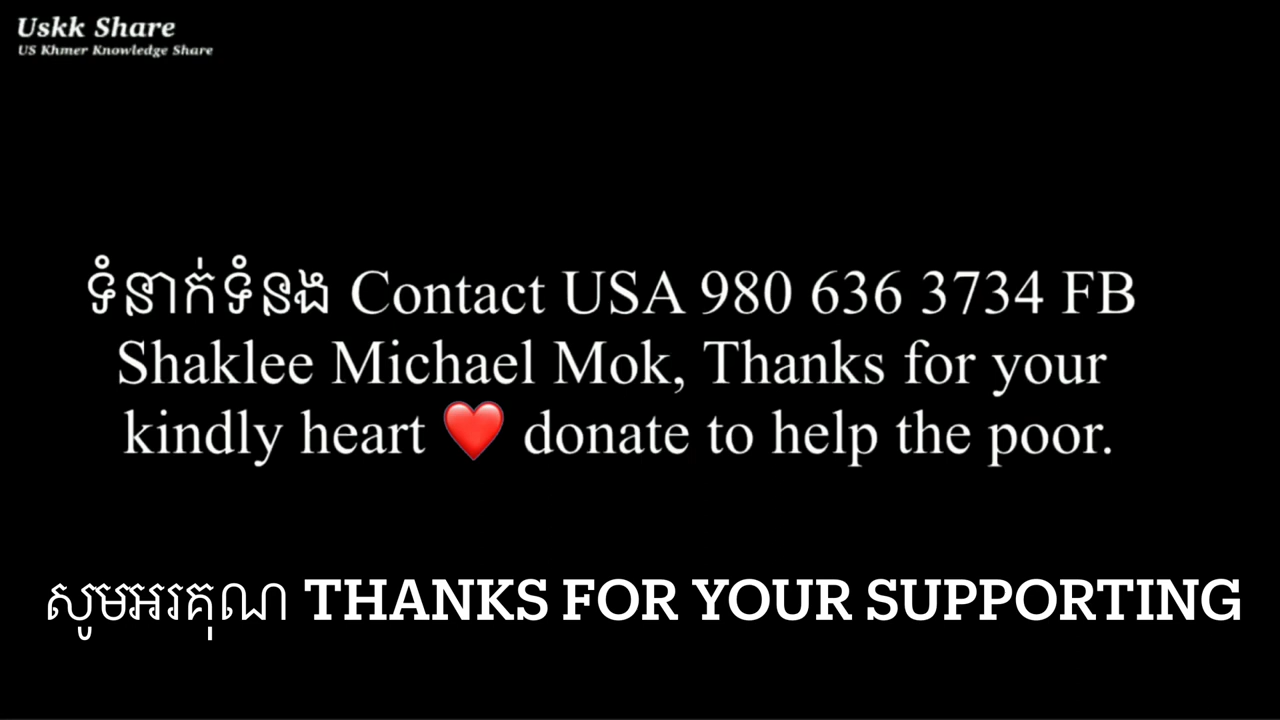 Uskk Share
US Khmer Knowledge Share
ទំនាក់ទំនង Contact USA 980 636 3734 FB
Shaklee Michael Mok, Thanks for your
kindly heart ❤️ donate to help the poor.
សូមអរគុណ THANKS FOR YOUR SUPPORTING